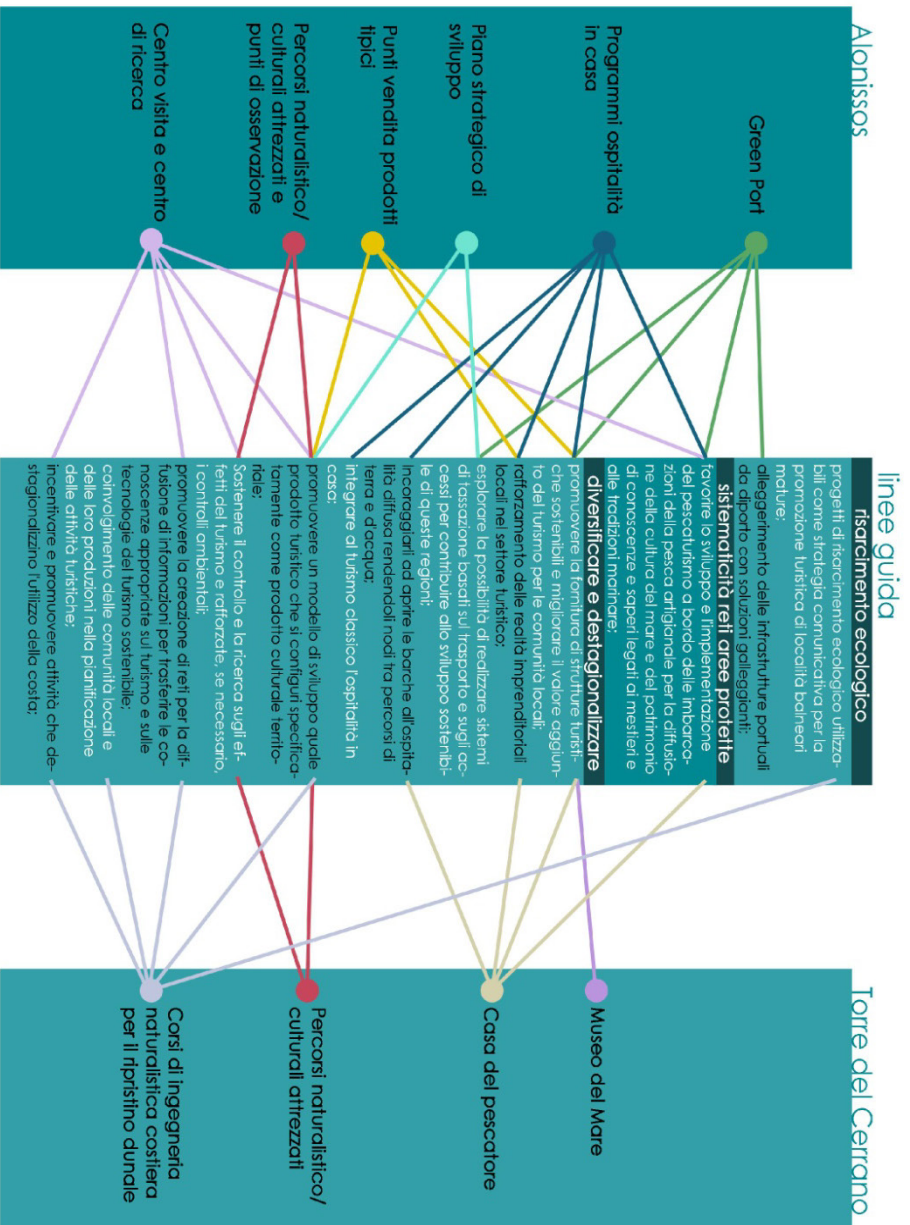 Alonissos
Green Port
Programmi ospitalità
in casa
Piano strategico di
sviluppo
Punti vendita prodotti
tipici
Percorsi naturalistico/
culturali attrezzati e
punti di osservazione
Centro visita e centro
di ricerca
linee guida
risarcimento ecologico
progetti di risarcimento ecologico utilizza-
bili come strategia comunicativa per la
promozione turistica di località balneari
mature;
alleggerimento delle infrastrutture portuali
da diporto con soluzioni galleggianti;
sistematicità reti aree protette
favorire lo sviluppo e l'implementazione
del pescaturismo a bordo delle imbarca-
zioni della pesca artigianale per la diffusio-
ne della cultura del mare e del patrimonio
di conoscenze e saperi legati ai mestieri e
alle tradizioni marinare;
diversificare e destagionalizzare
promuovere la fornitura di strutture turisti-
che sostenibili e migliorare il valore aggiun-
to del turismo per le comunità locali;
rafforzamento delle realtà imprenditoriali
locali nel settore turistico;
esplorare la possibilità di realizzare sistemi
di tassazione basati sul trasporto e sugli ac-
cessi per contribuire allo sviluppo sostenibi-
le di queste regioni;
Incoraggiarli ad aprire le barche all'ospita-
lità diffusa rendendoli nodi tra percorsi di
terra e d'acqua;
integrare al turismo classico l'ospitalità in
casa;
promuovere un modello di sviluppo quale
prodotto turistico che si configuri specifica-
tamente come prodotto culturale territo-
riale;
Sostenere il controllo e la ricerca sugli ef-
fetti del turismo e rafforzate, se necessario,
i controlli ambientali;
promuovere la creazione di reti per la dif-
fusione di informazioni per trasferire le co-
noscenze appropriate sul turismo e sulle
tecnologie del turismo sostenibile;
coinvolgimento delle comunità locali e
delle loro produzioni nella pianificazione
delle attività turistiche;
incentivare e promuovere attività che de-
stagionalizzino l'utilizzo della costa;
Torre del Cerrano
Museo del Mare
Casa del pescatore
Percorsi naturalistico/
culturali attrezzati
Corsi di ingegneria
naturalistica costiera
per il ripristino dunale